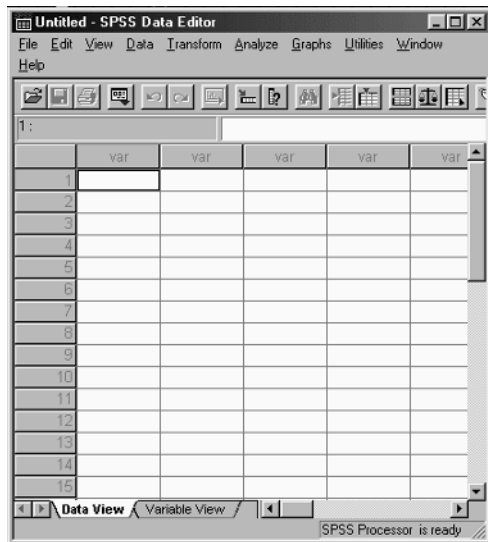 Untitled - SPSS Data Editor
File Edit View Data Transform Analyze Graphs Utilities Window
Help
1 :
var var var var var
1
2
3
4
5
6
7
8
9
10
11
12
13
14
15
Data View Variable View
SPSS Processor is ready